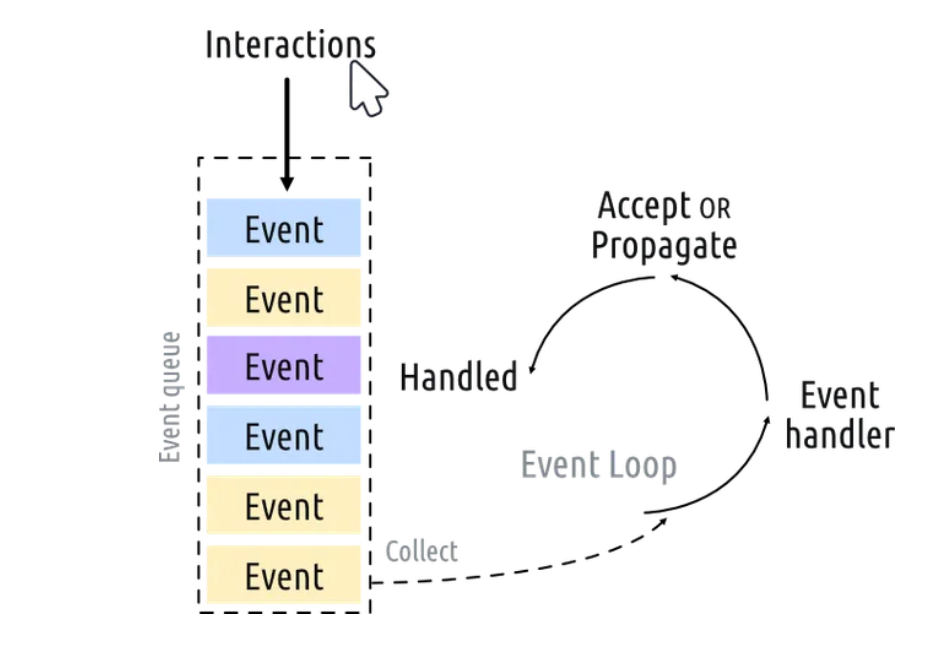 Interactions
Event
Event
Event
Event
Event
Event
Event queue
Collect
Event Loop
Event
handler
Accept OR
Propagate
Handled